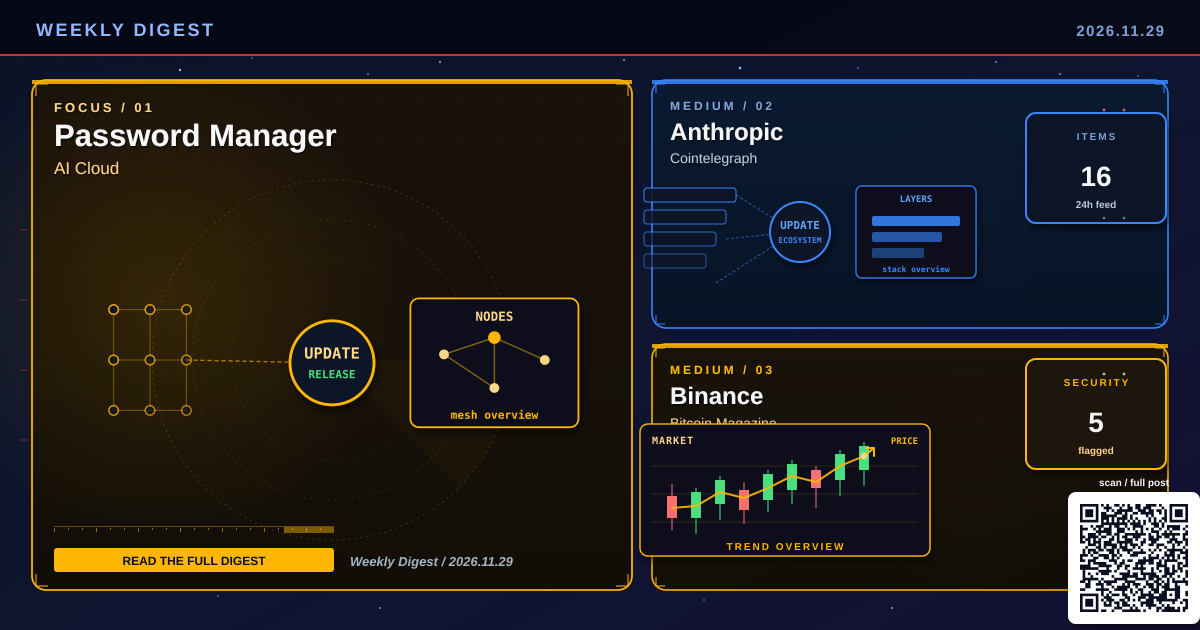 WEEKLY DIGEST
2026.11.29
FOCUS / 01
Password Manager
AI Cloud
UPDATE
RELEASE
NODES
mesh overview
READ THE FULL DIGEST
Weekly Digest / 2026.11.29
MEDIUM / 02
Anthropic
Cointelegraph
UPDATE
ECOSYSTEM
LAYERS
stack overview
ITEMS
16
24h feed
MEDIUM / 03
Binance
Bitcoin Magazine
MARKET
PRICE
TREND OVERVIEW
SECURITY
5
flagged
scan / full post